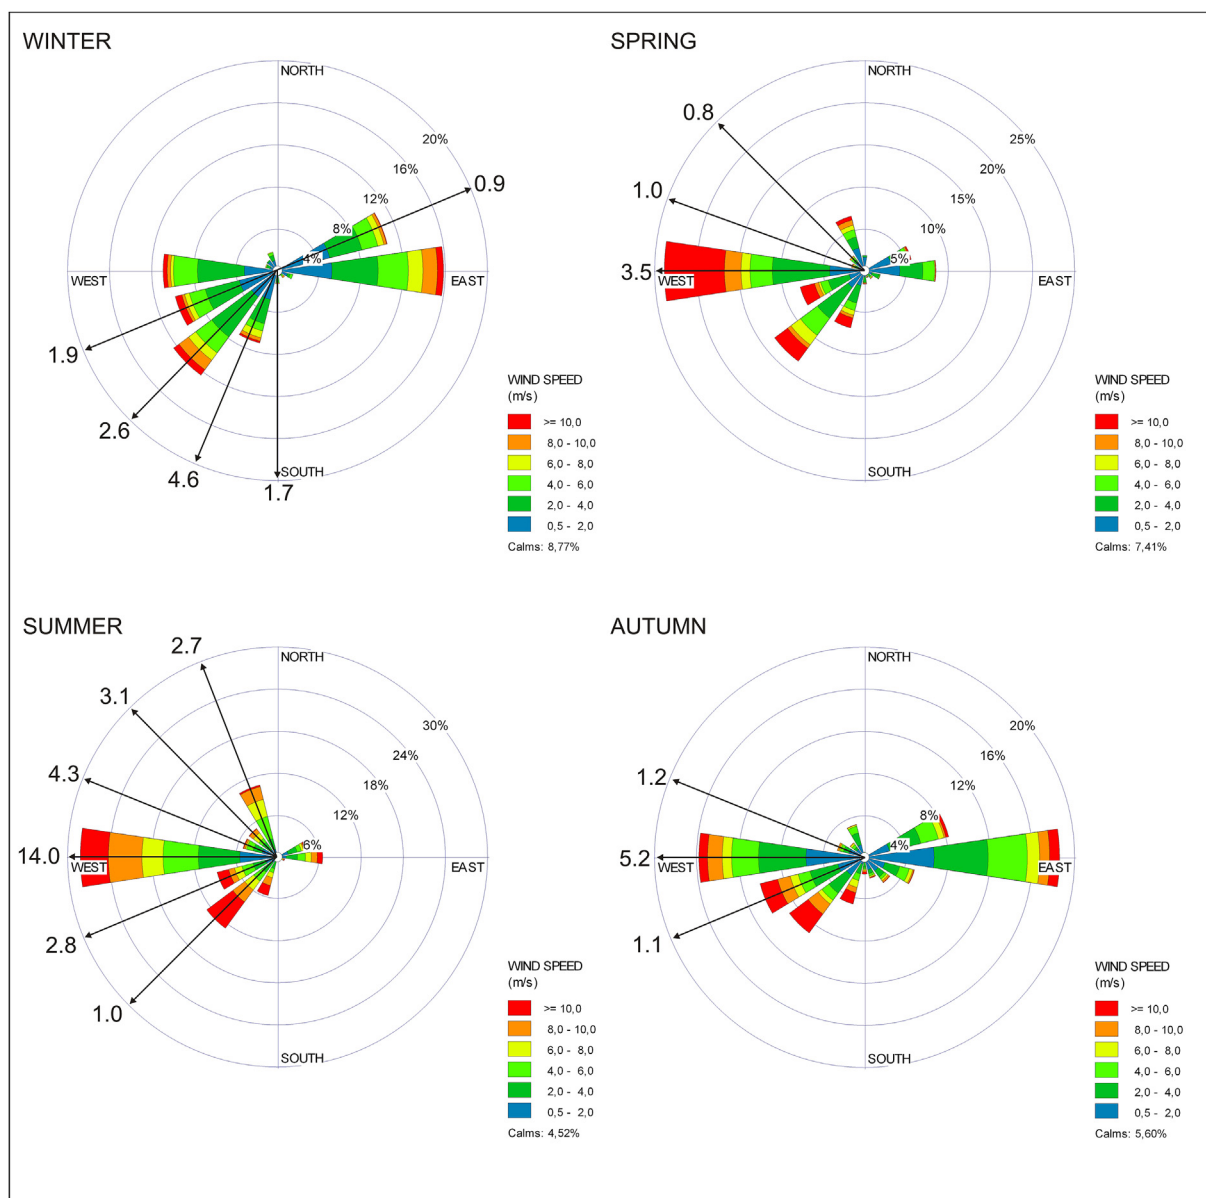 WINTER
NORTH
20%
16%
12%
8%
4%
0.9
WEST
EAST
1.9
2.6
4.6
SOUTH
1.7
WIND SPEED
(m/s)
>= 10,0
8,0 - 10,0
6,0 - 8,0
4,0 - 6,0
2,0 - 4,0
0,5 - 2,0
Calms: 8,77%
SPRING
NORTH
0.8
25%
20%
15%
10%
5%
1.0
3.5
WEST
EAST
SOUTH
WIND SPEED
(m/s)
>= 10,0
8,0 - 10,0
6,0 - 8,0
4,0 - 6,0
2,0 - 4,0
0,5 - 2,0
Calms: 7,41%
SUMMER
2.7
NORTH
3.1
30%
24%
18%
12%
6%
4.3
14.0
WEST
EAST
2.8
1.0
SOUTH
WIND SPEED
(m/s)
>= 10,0
8,0 - 10,0
6,0 - 8,0
4,0 - 6,0
2,0 - 4,0
0,5 - 2,0
Calms: 4,52%
AUTUMN
NORTH
20%
16%
8%
4%
1.2
5.2
WEST
EAST
1.1
SOUTH
WIND SPEED
(m/s)
>= 10,0
8,0 - 10,0
6,0 - 8,0
4,0 - 6,0
2,0 - 4,0
0,5 - 2,0
Calms: 5,60%